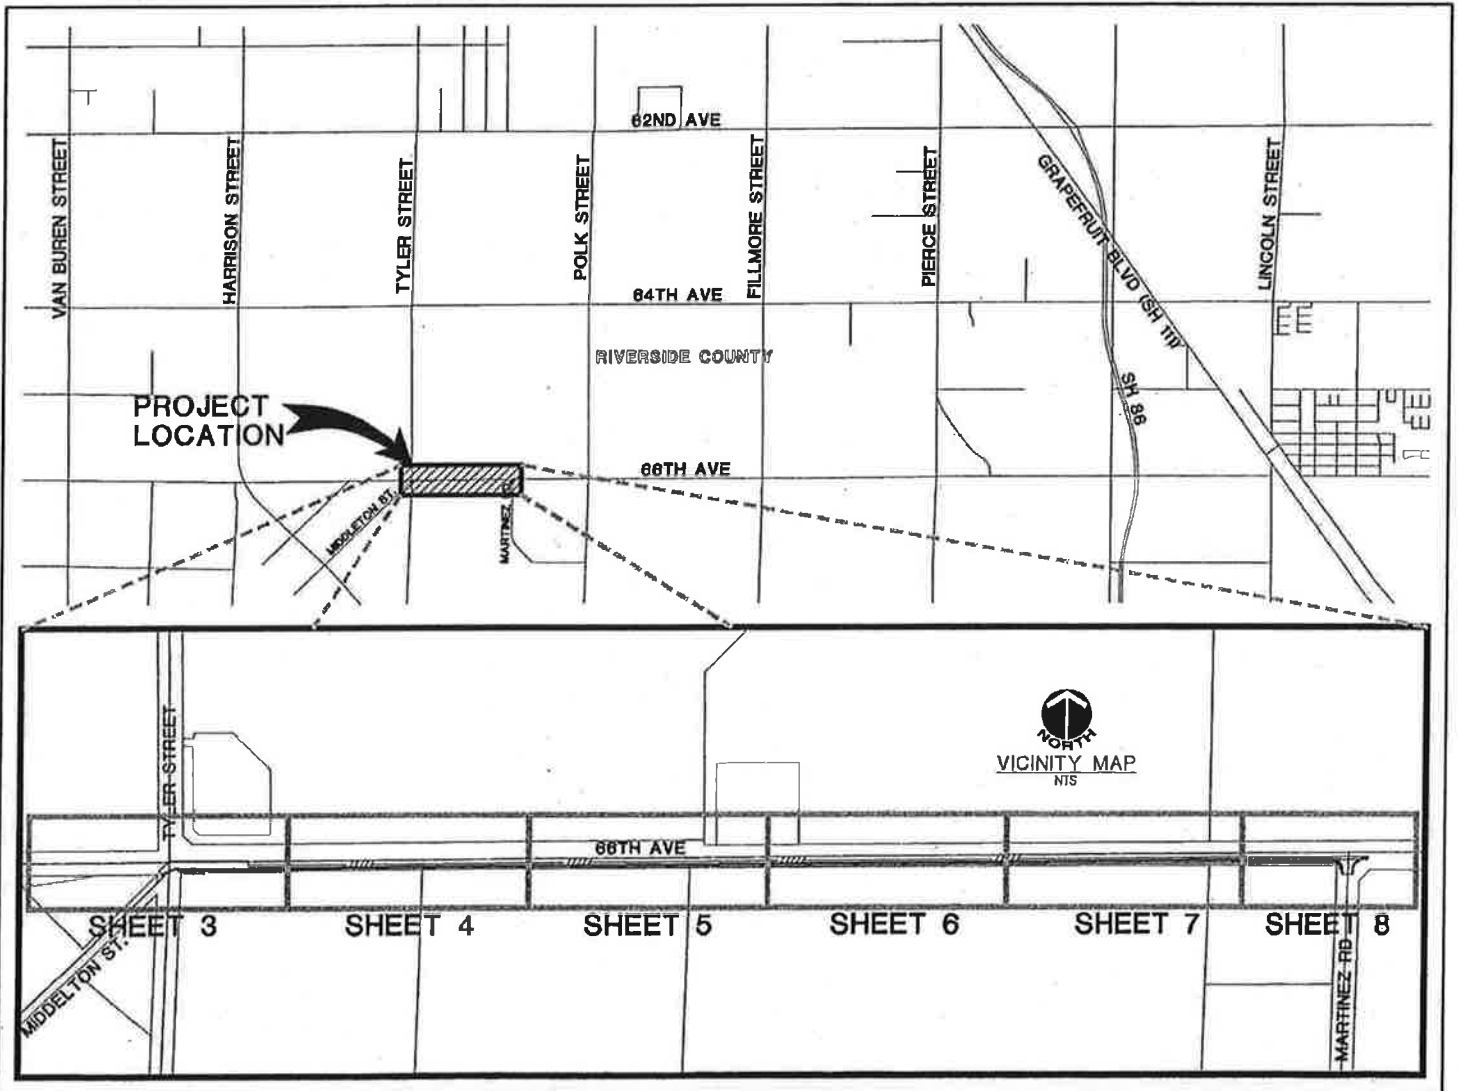 62ND AVE
VAN BUREN STREET
HARRISON STREET
TYLER STREET
POLK STREET
FILLMORE STREET
PIERCE STREET
GRAPEFRUIT BLVD (SH 111)
LINCOLN STREET
64TH AVE
RIVERSIDE COUNTY
SH 86
PROJECT
LOCATION
66TH AVE
MIDDLETON ST.
MARTINEZ
TYLER STREET
NORTH
VICINITY MAP
NTS
66TH AVE
SHEET 3
SHEET 4
SHEET 5
SHEET 6
SHEET 7
SHEET 8
MIDDELTON ST.
MARTINEZ RD